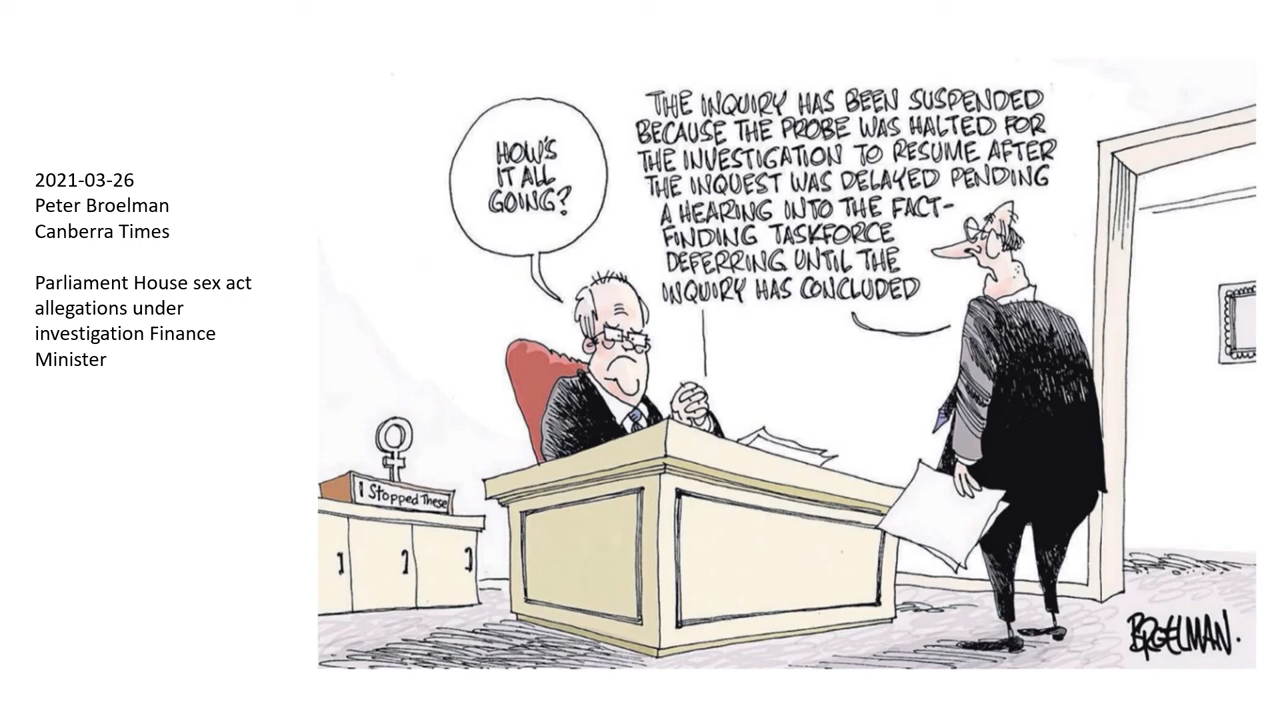 2021-03-26
Peter Broelman
Canberra Times
Parliament House sex act
allegations under
investigation Finance
Minister
HOW'S
IT ALL
GOING?
THE INQUIRY HAS BEEN SUSPENDED
BECAUSE THE PROBE WAS HALTED FOR
THE INVESTIGATION TO RESUME AFTER
THE INQUEST WAS DELAYED PENDING
A HEARING INTO THE FACT-
FINDING TASKFORCE
DEFERRING UNTIL THE
INQUIRY HAS CONCLUDED
I Stopped These
BROELMAN.